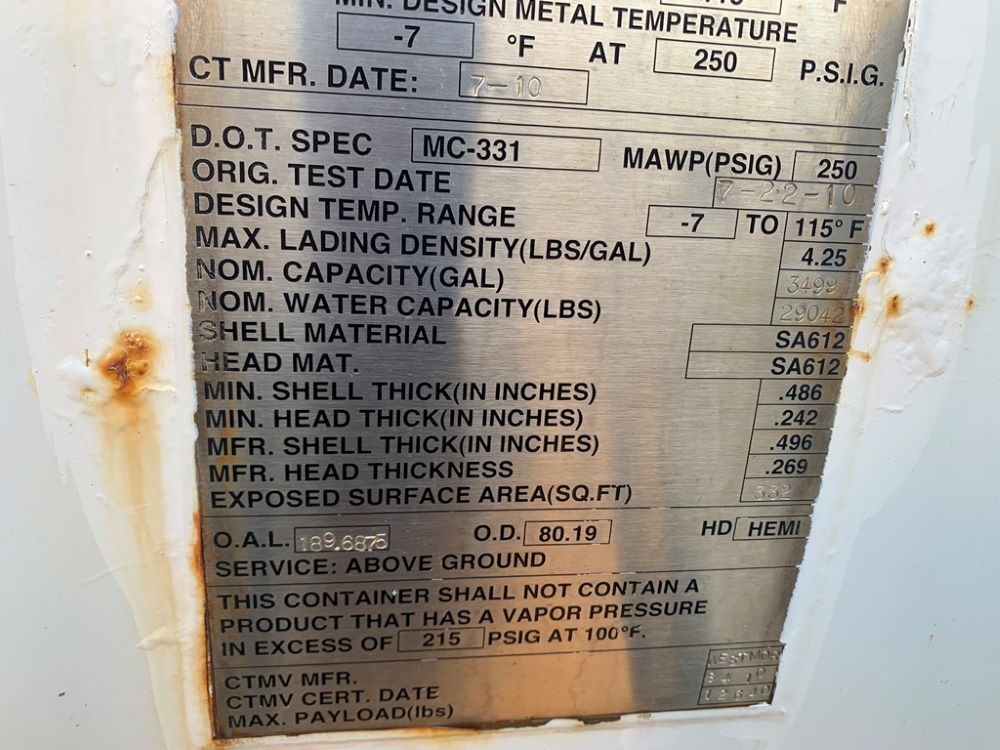 MIN. DESIGN METAL TEMPERATURE
-7 °F AT 250 P.S.I.G.
CT MFR. DATE: 7-10
D.O.T. SPEC MC-331 MAWP(PSIG) 250
ORIG. TEST DATE 7-22-10
DESIGN TEMP. RANGE -7 TO 115° F
MAX. LADING DENSITY(LBS/GAL) 4.25
NOM. CAPACITY(GAL) 3499
NOM. WATER CAPACITY(LBS) 29042
SHELL MATERIAL SA612
HEAD MAT. SA612
MIN. SHELL THICK(IN INCHES) .486
MIN. HEAD THICK(IN INCHES) .242
MFR. SHELL THICK(IN INCHES) .496
MFR. HEAD THICKNESS .269
EXPOSED SURFACE AREA(SQ.FT) 332
O.A.L. 189.6875 O.D. 80.19 HD HEMI
SERVICE: ABOVE GROUND
THIS CONTAINER SHALL NOT CONTAIN A
PRODUCT THAT HAS A VAPOR PRESSURE
IN EXCESS OF 215 PSIG AT 100°F.
CTMV MFR. WESTMOR
CTMV CERT. DATE
MAX. PAYLOAD(lbs)